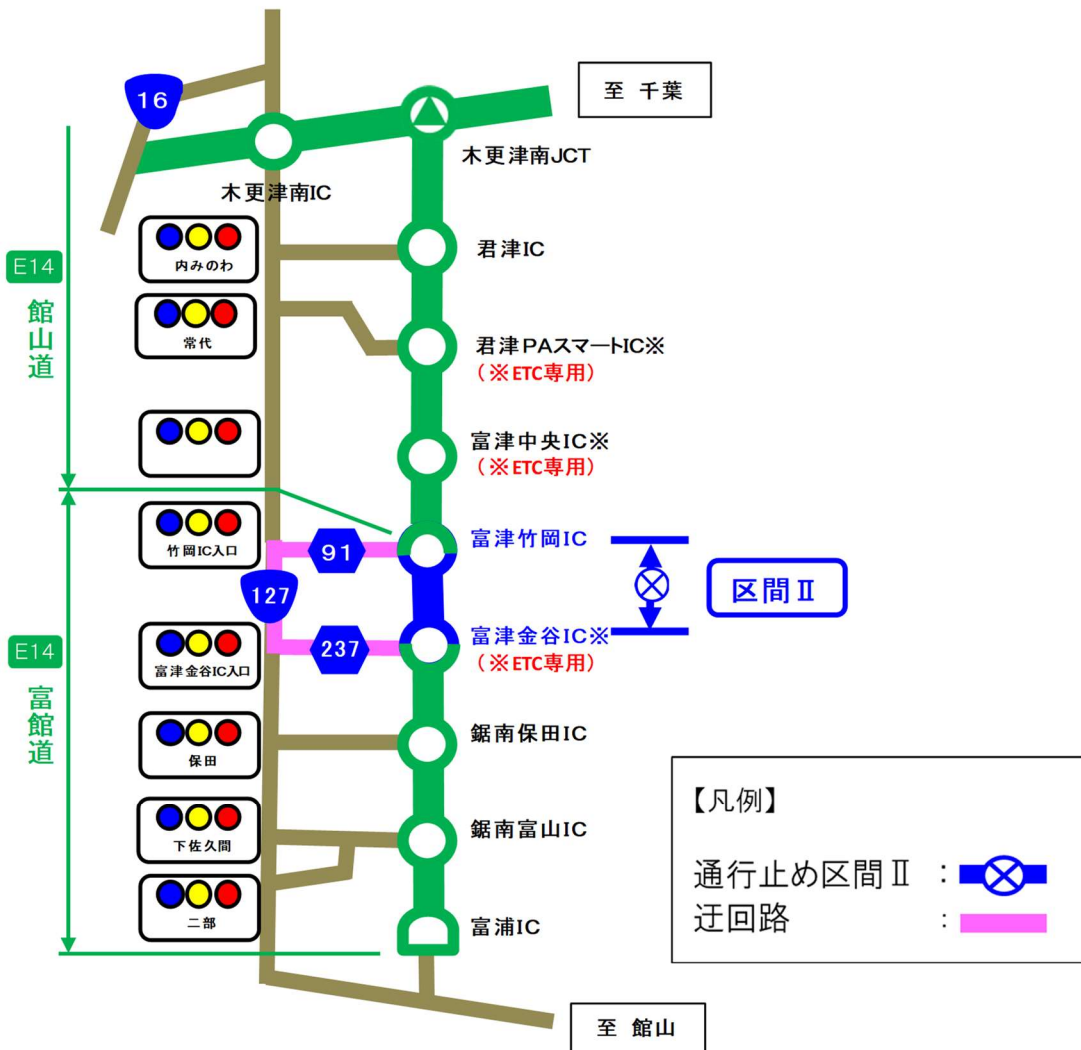 至 千葉
16
木更津南JCT
木更津南IC
内みのわ
君津IC
E14
館山道
常代
君津PAスマートIC※
(※ETC専用)
富津中央IC※
(※ETC専用)
竹岡IC入口
91
富津竹岡IC
127
区間Ⅱ
E14
富館道
富津金谷IC入口
237
富津金谷IC※
(※ETC専用)
保田
鋸南保田IC
下佐久間
鋸南富山IC
二部
富浦IC
【凡例】
通行止め区間Ⅱ :
迂回路 :
至 館山